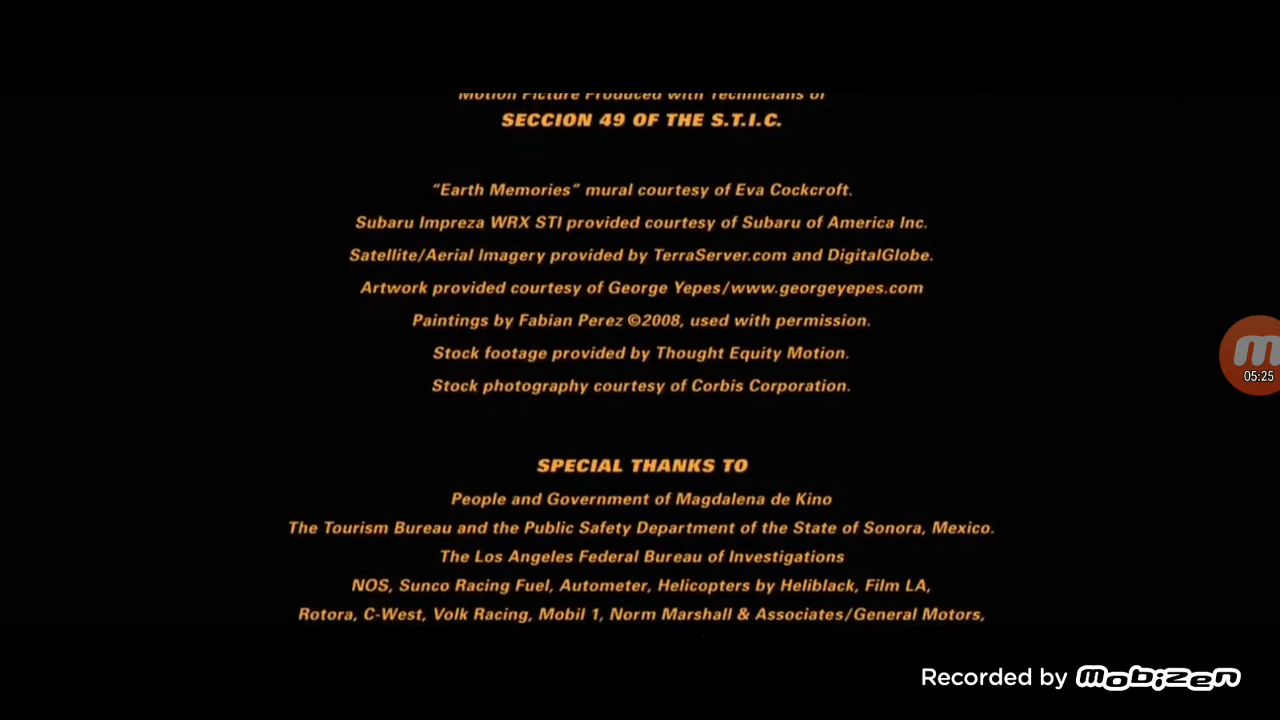 Motion Picture Produced with Technicians of
SECCION 49 OF THE S.T.I.C.
“Earth Memories” mural courtesy of Eva Cockcroft.
Subaru Impreza WRX STI provided courtesy of Subaru of America Inc.
Satellite/Aerial Imagery provided by TerraServer.com and DigitalGlobe.
Artwork provided courtesy of George Yepes/www.georgeyepes.com
Paintings by Fabian Perez ©2008, used with permission.
Stock footage provided by Thought Equity Motion.
Stock photography courtesy of Corbis Corporation.
SPECIAL THANKS TO
People and Government of Magdalena de Kino
The Tourism Bureau and the Public Safety Department of the State of Sonora, Mexico.
The Los Angeles Federal Bureau of Investigations
NOS, Sunco Racing Fuel, Autometer, Helicopters by Heliblack, Film LA,
Rotora, C-West, Volk Racing, Mobil 1, Norm Marshall & Associates/General Motors,
05:25
Recorded by mobizen